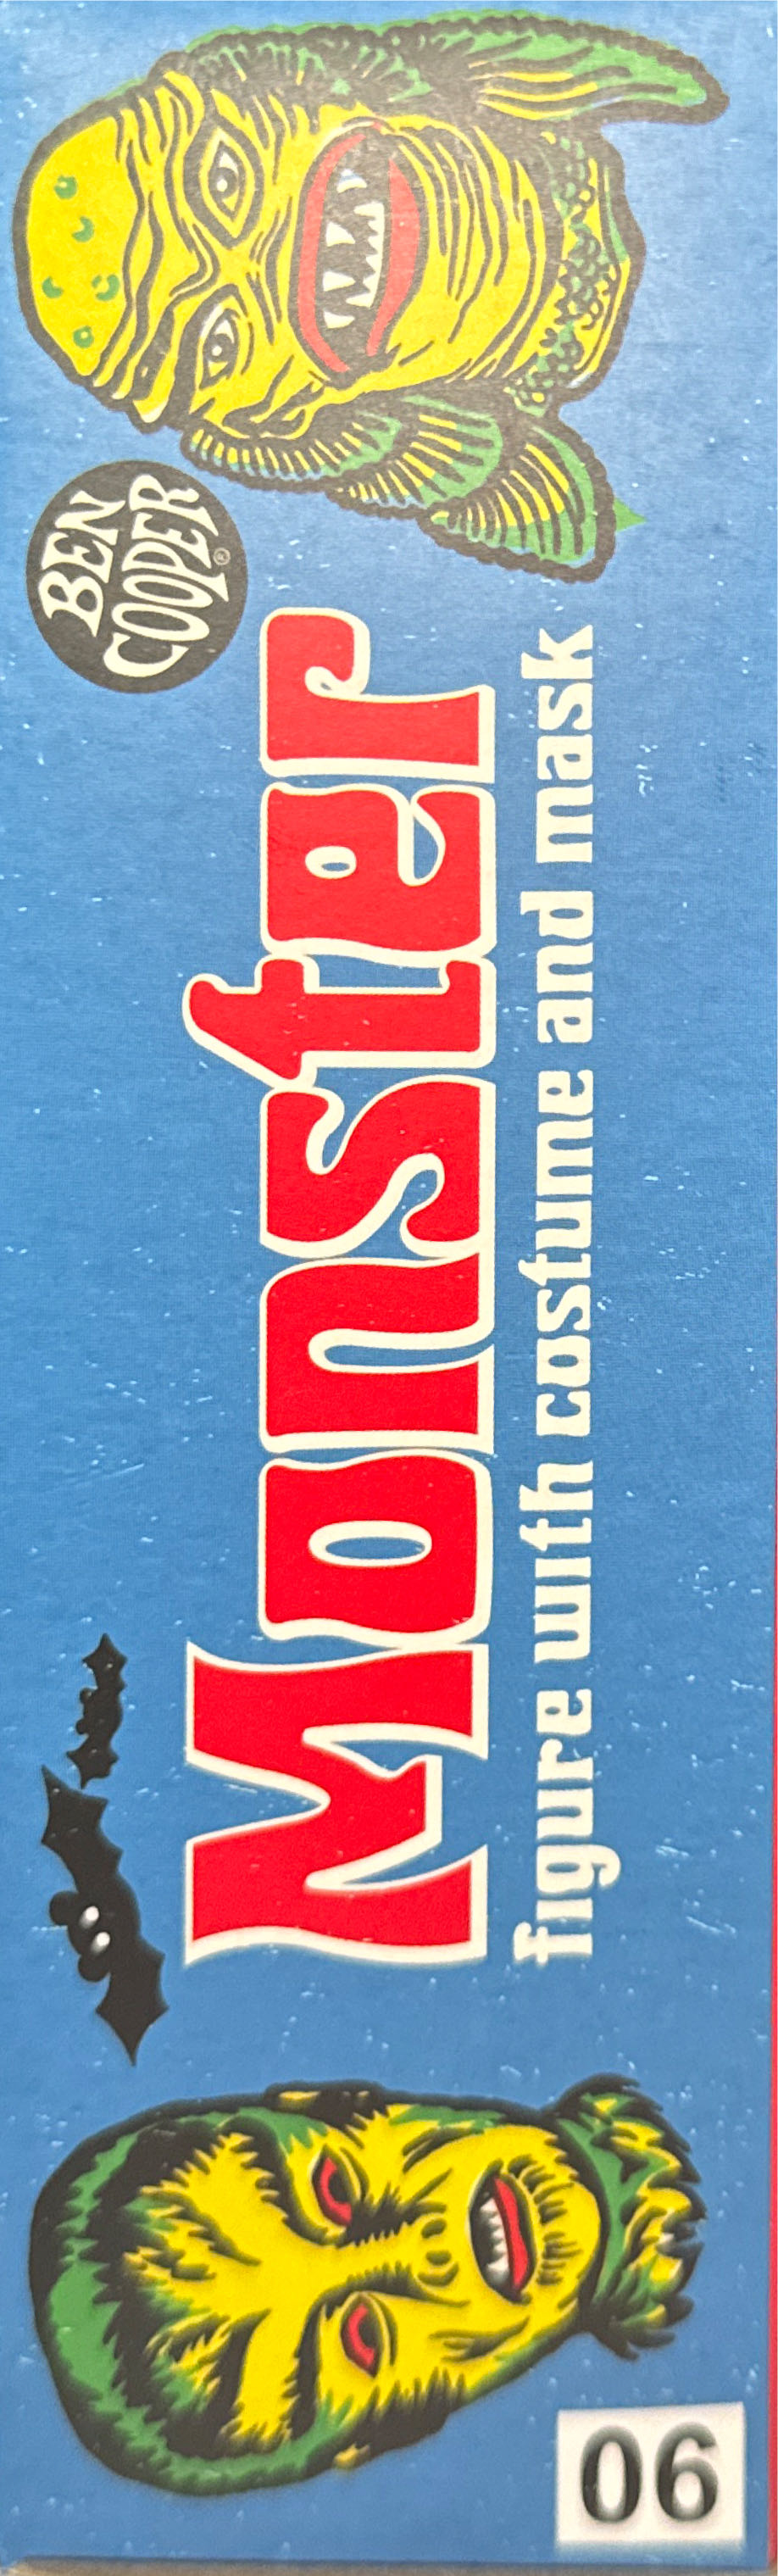 BEN
COOPER®
Monster
figure with costume and mask
06